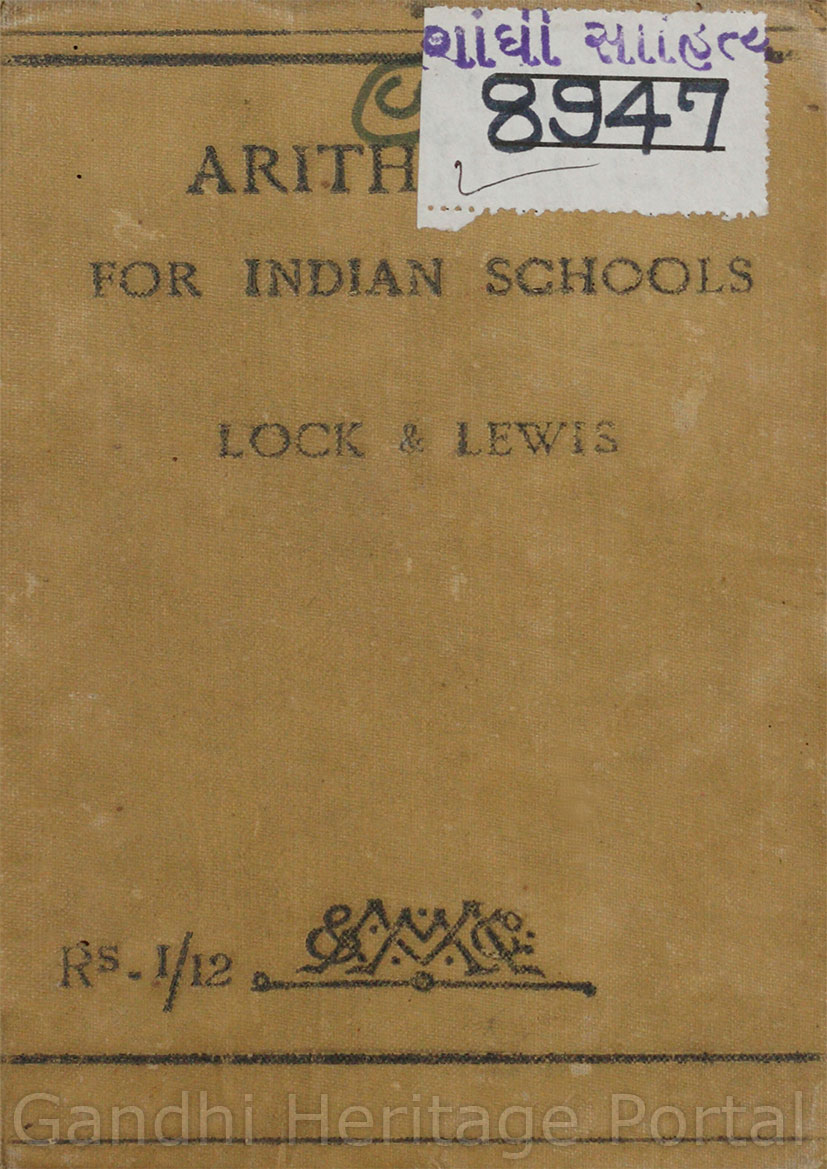 ગાંધી સાહિત્ય
8947
ARITH
FOR INDIAN SCHOOLS
LOCK & LEWIS
Rs. 1/12
Gandhi Heritage Portal